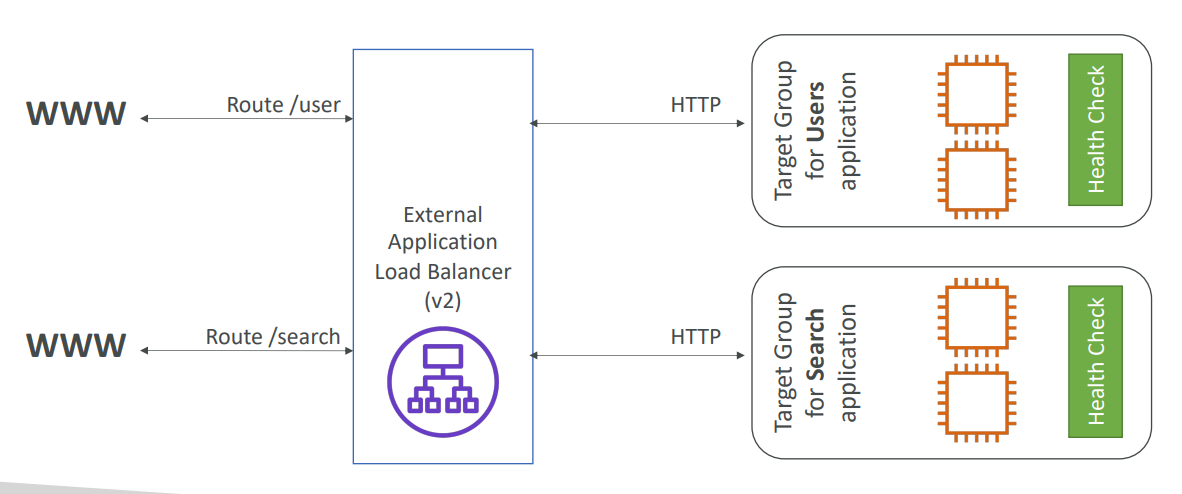 WWW
Route /user
HTTP
Target Group
for Users
application
Health Check
External
Application
Load Balancer
(v2)
WWW
Route /search
HTTP
Target Group
for Search
application
Health Check